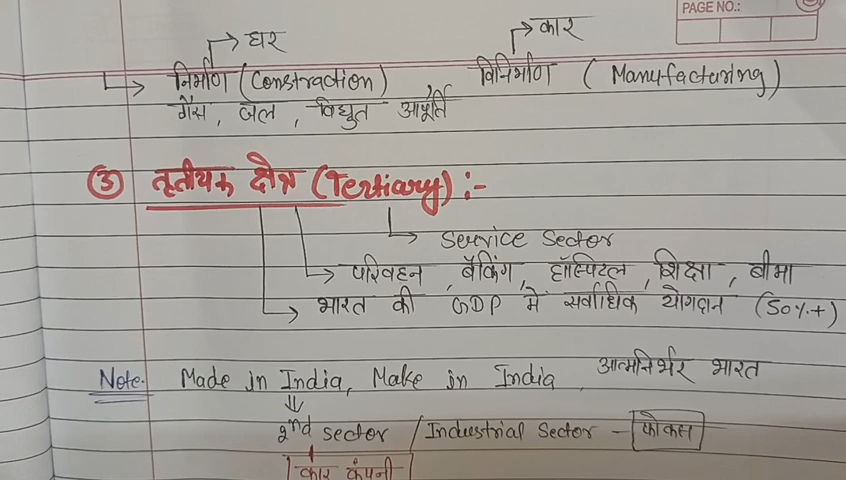 PAGE NO.:
घर कार
निर्माण (Constraction) विनिर्माण (Manufacturing)
गैस, जल, विद्युत आपूर्ति
③ तृतीयक क्षेत्र (Tertiary) :-
Service Sector
परिवहन, बैंकिंग, हॉस्पिटल, शिक्षा, बीमा
भारत की GDP में सर्वाधिक योगदान (50%+)
Note. Made in India, Make in India, आत्मनिर्भर भारत
2nd sector / Industrial Sector - फोकस
कार कंपनी